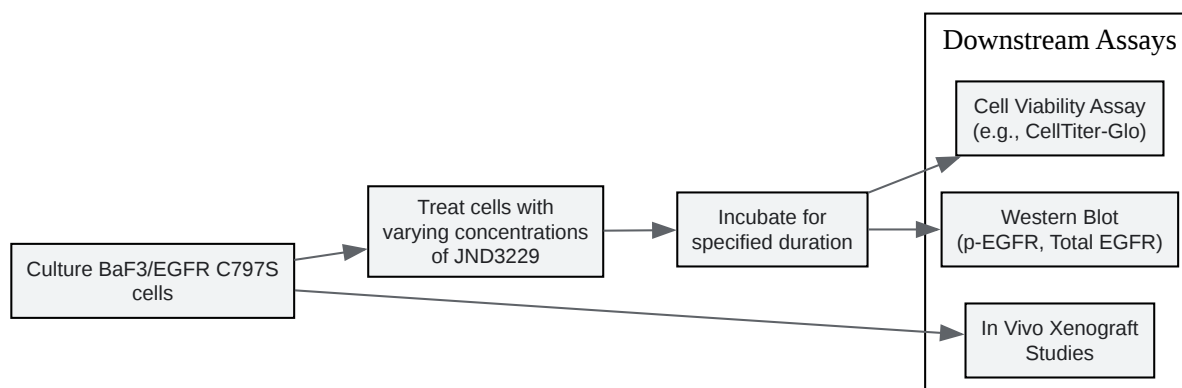 Downstream Assays
Cell Viability Assay
(e.g., CellTiter-Glo)
Treat cells with
varying concentrations
of JND3229
Incubate for
specified duration
Western Blot
(p-EGFR, Total EGFR)
Culture BaF3/EGFR C797S
cells
In Vivo Xenograft
Studies